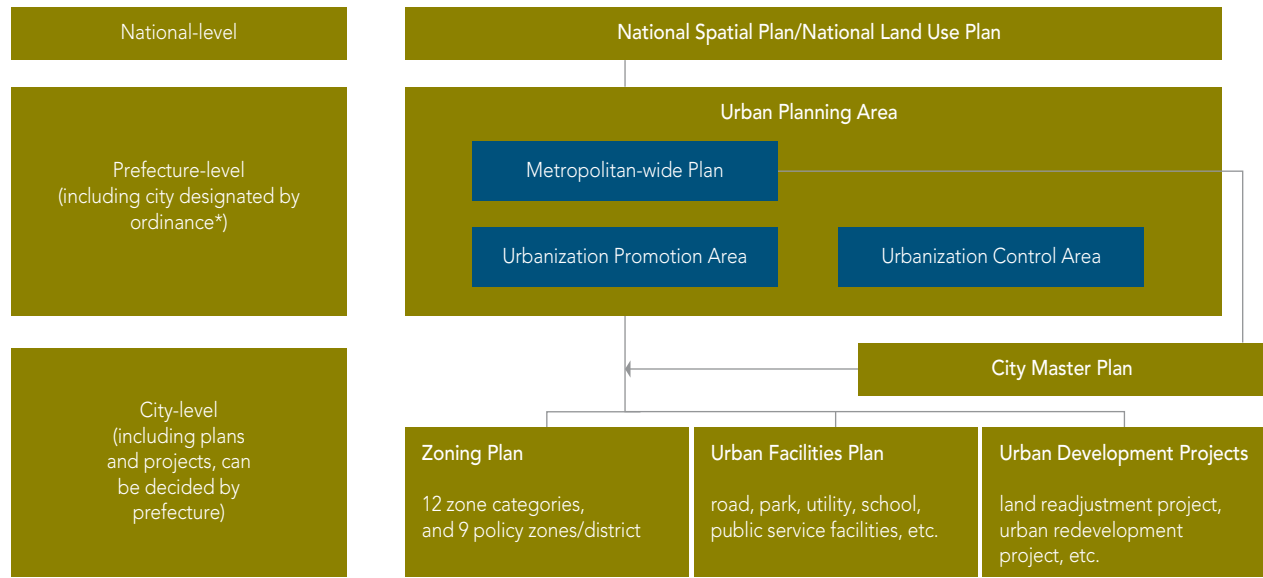 National-level
National Spatial Plan/National Land Use Plan
Prefecture-level
(including city designated by
ordinance*)
Urban Planning Area
Metropolitan-wide Plan
Urbanization Promotion Area
Urbanization Control Area
City-level
(including plans
and projects, can
be decided by
prefecture)
City Master Plan
Zoning Plan
12 zone categories,
and 9 policy zones/district
Urban Facilities Plan
road, park, utility, school,
public service facilities, etc.
Urban Development Projects
land readjustment project,
urban redevelopment
project, etc.